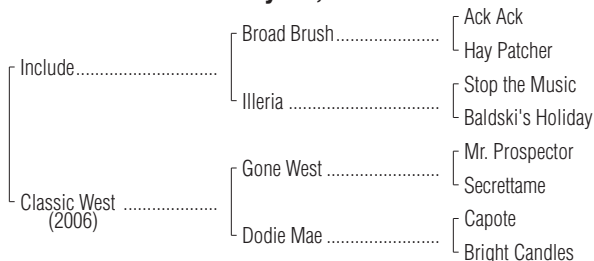 Ack Ack
Broad Brush....................
Hay Patcher
Include...........................
Stop the Music
Illeria .............................
Baldski's Holiday
Mr. Prospector
Gone West ......................
Secrettame
Classic West ..................
(2006)
Capote
Dodie Mae ......................
Bright Candles